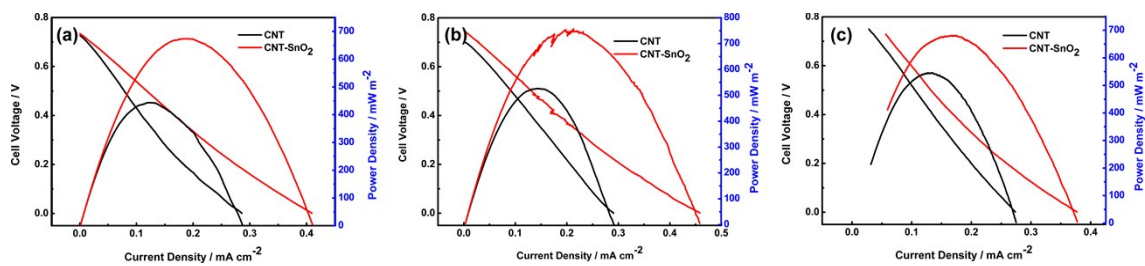 (a)
CNT
CNT-SnO2
0.8
0.6
0.4
0.2
0.0
Cell Voltage / V
0.0 0.1 0.2 0.3 0.4
Current Density / mA cm-2
700
600
500
400
300
200
100
0
Power Density / mW m-2
(b)
CNT
CNT-SnO2
0.8
0.6
0.4
0.2
0.0
Cell Voltage / V
0.0 0.1 0.2 0.3 0.4 0.5
Current Density / mA cm-2
800
700
600
500
400
300
200
100
0
Power Density / mW m-2
(c)
CNT
CNT-SnO2
0.8
0.6
0.4
0.2
0.0
Cell Voltage / V
0.0 0.1 0.2 0.3 0.4
Current Density / mA cm-2
700
600
500
400
300
200
100
0
Power Density / mW m-2